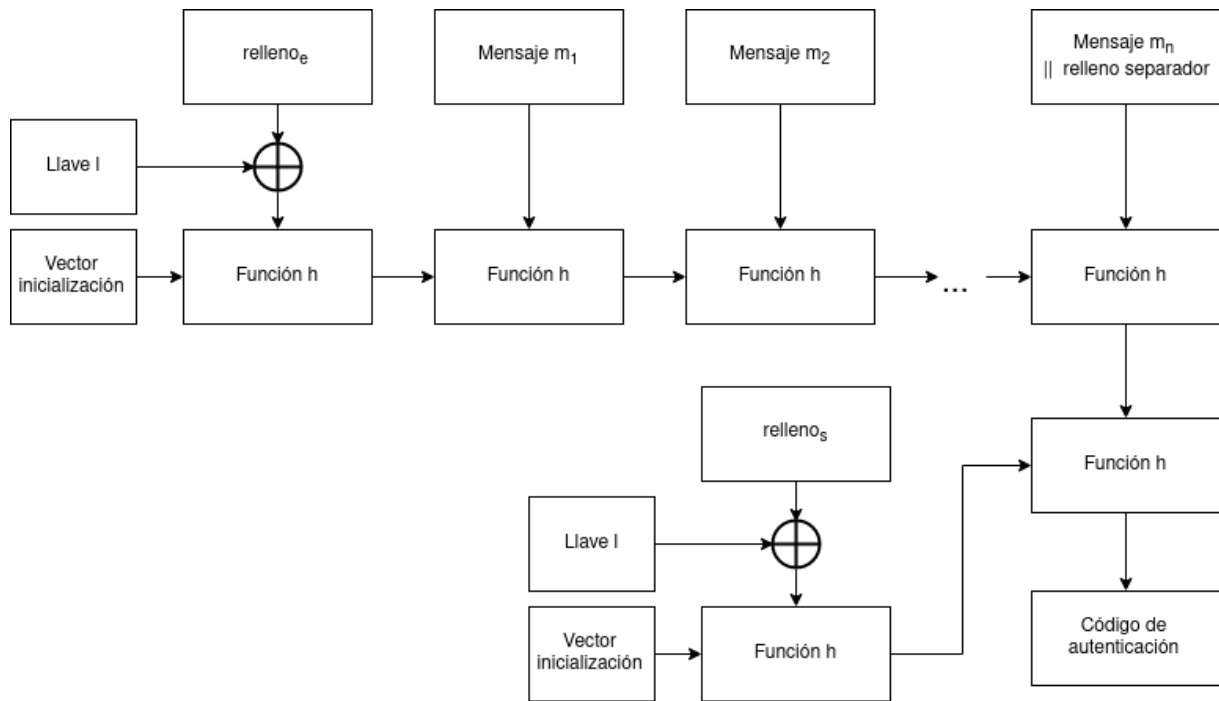 relleno_e
Mensaje m_1
Mensaje m_2
Mensaje m_n
|| relleno separador
Llave l
Vector
inicialización
Función h
Función h
Función h
...
Función h
relleno_s
Función h
Llave l
Vector
inicialización
Función h
Código de
autenticación